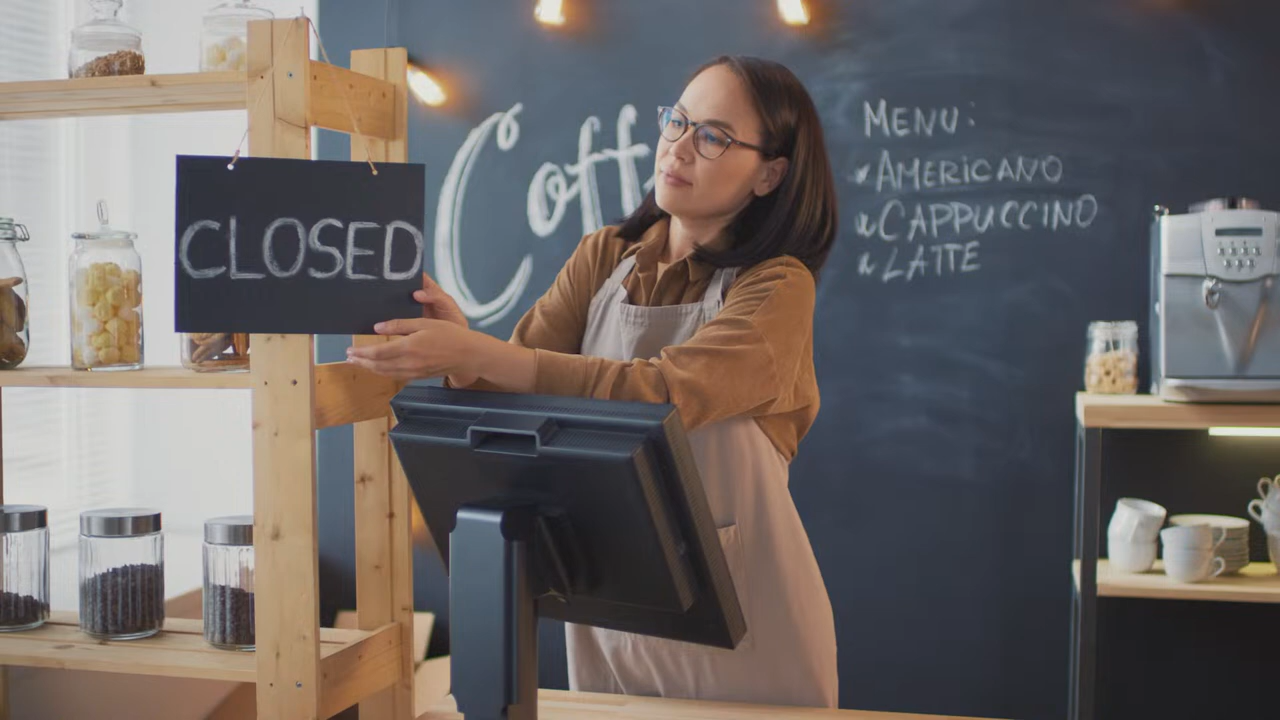 CLOSED
Coff
MENU:
AMERICANO
CAPPUCCINO
LATTE